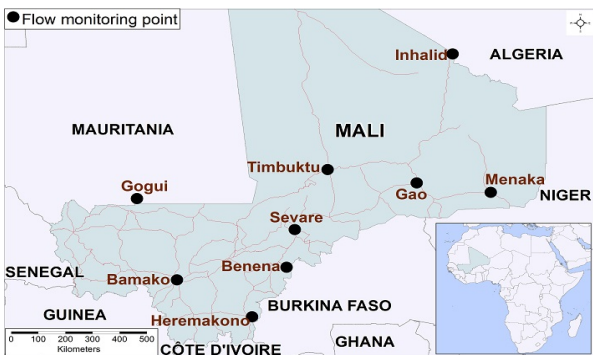 Flow monitoring point
Inhalid
ALGERIA
MAURITANIA
MALI
Timbuktu
Gogui
Gao
Menaka
NIGER
Sevare
SENEGAL
Bamako
Benena
GUINEA
Heremakono
BURKINA FASO
GHANA
CÔTE D'IVOIRE
0 100 200 300 400 500
Kilometers